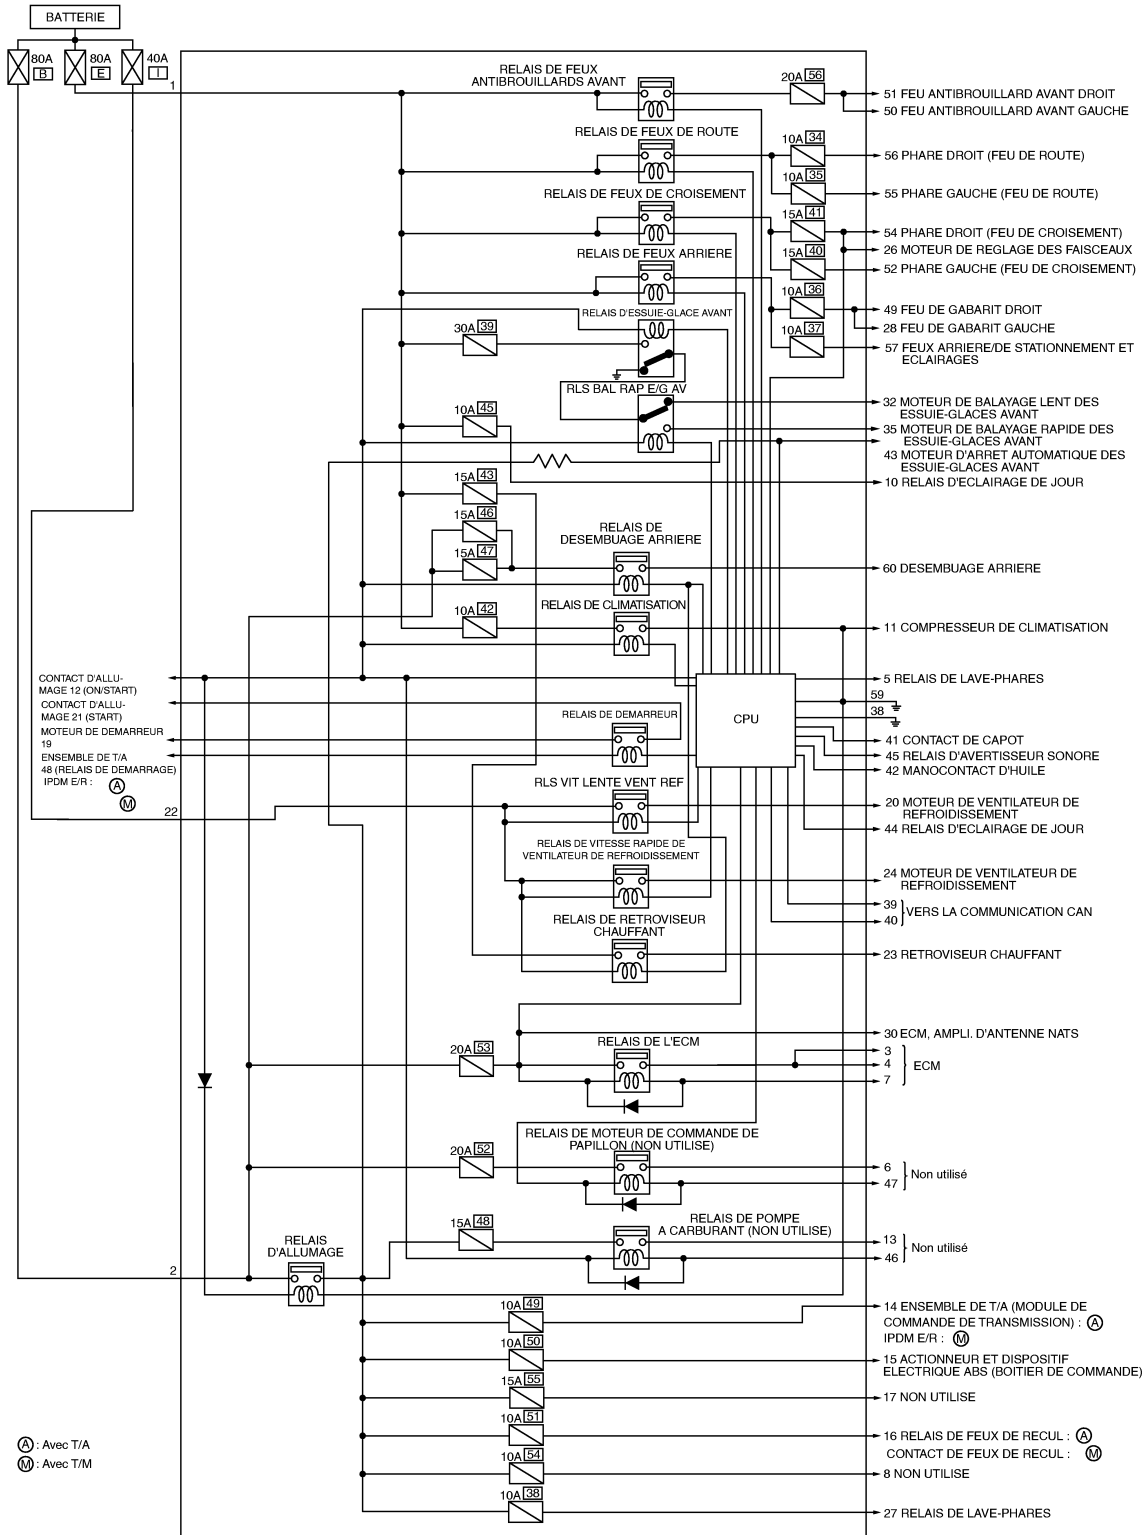 BATTERIE
80A
B
80A
E
40A
I
1
RELAIS DE FEUX
ANTIBROUILLARDS AVANT
20A 56
51 FEU ANTIBROUILLARD AVANT DROIT
50 FEU ANTIBROUILLARD AVANT GAUCHE
RELAIS DE FEUX DE ROUTE
10A 34
56 PHARE DROIT (FEU DE ROUTE)
10A 35
55 PHARE GAUCHE (FEU DE ROUTE)
RELAIS DE FEUX DE CROISEMENT
15A 41
54 PHARE DROIT (FEU DE CROISEMENT)
26 MOTEUR DE REGLAGE DES FAISCEAUX
15A 40
52 PHARE GAUCHE (FEU DE CROISEMENT)
RELAIS DE FEUX ARRIERE
10A 36
49 FEU DE GABARIT DROIT
28 FEU DE GABARIT GAUCHE
RELAIS D'ESSUIE-GLACE AVANT
30A 39
10A 37
57 FEUX ARRIERE/DE STATIONNEMENT ET
ECLAIRAGES
RLS BAL RAP E/G AV
32 MOTEUR DE BALAYAGE LENT DES
ESSUIE-GLACES AVANT
10A 45
35 MOTEUR DE BALAYAGE RAPIDE DES
ESSUIE-GLACES AVANT
43 MOTEUR D'ARRET AUTOMATIQUE DES
ESSUIE-GLACES AVANT
10 RELAIS D'ECLAIRAGE DE JOUR
15A 43
15A 46
RELAIS DE
DESEMBUAGE ARRIERE
15A 47
60 DESEMBUAGE ARRIERE
RELAIS DE CLIMATISATION
10A 42
11 COMPRESSEUR DE CLIMATISATION
CONTACT D'ALLU-
MAGE 12 (ON/START)
CONTACT D'ALLU-
MAGE 21 (START)
MOTEUR DE DEMARREUR
19
ENSEMBLE DE T/A
48 (RELAIS DE DEMARRAGE)
IPDM E/R : A
M
22
5 RELAIS DE LAVE-PHARES
59
38
CPU
RELAIS DE DEMARREUR
41 CONTACT DE CAPOT
45 RELAIS D'AVERTISSEUR SONORE
42 MANOCONTACT D'HUILE
RLS VIT LENTE VENT REF
20 MOTEUR DE VENTILATEUR DE
REFROIDISSEMENT
44 RELAIS D'ECLAIRAGE DE JOUR
RELAIS DE VITESSE RAPIDE DE
VENTILATEUR DE REFROIDISSEMENT
24 MOTEUR DE VENTILATEUR DE
REFROIDISSEMENT
39
40
VERS LA COMMUNICATION CAN
RELAIS DE RETROVISEUR
CHAUFFANT
23 RETROVISEUR CHAUFFANT
30 ECM, AMPLI. D'ANTENNE NATS
RELAIS DE L'ECM
20A 53
3
4
7
ECM
RELAIS DE MOTEUR DE COMMANDE DE
PAPILLON (NON UTILISE)
20A 52
6
47
Non utilisé
RELAIS DE POMPE
A CARBURANT (NON UTILISE)
15A 48
13
46
Non utilisé
RELAIS
D'ALLUMAGE
2
10A 49
14 ENSEMBLE DE T/A (MODULE DE
COMMANDE DE TRANSMISSION) : A
IPDM E/R : M
10A 50
15 ACTIONNEUR ET DISPOSITIF
ELECTRIQUE ABS (BOITIER DE COMMANDE)
15A 55
17 NON UTILISE
10A 51
16 RELAIS DE FEUX DE RECUL : A
CONTACT DE FEUX DE RECUL : M
10A 54
8 NON UTILISE
10A 38
27 RELAIS DE LAVE-PHARES
A : Avec T/A
M : Avec T/M